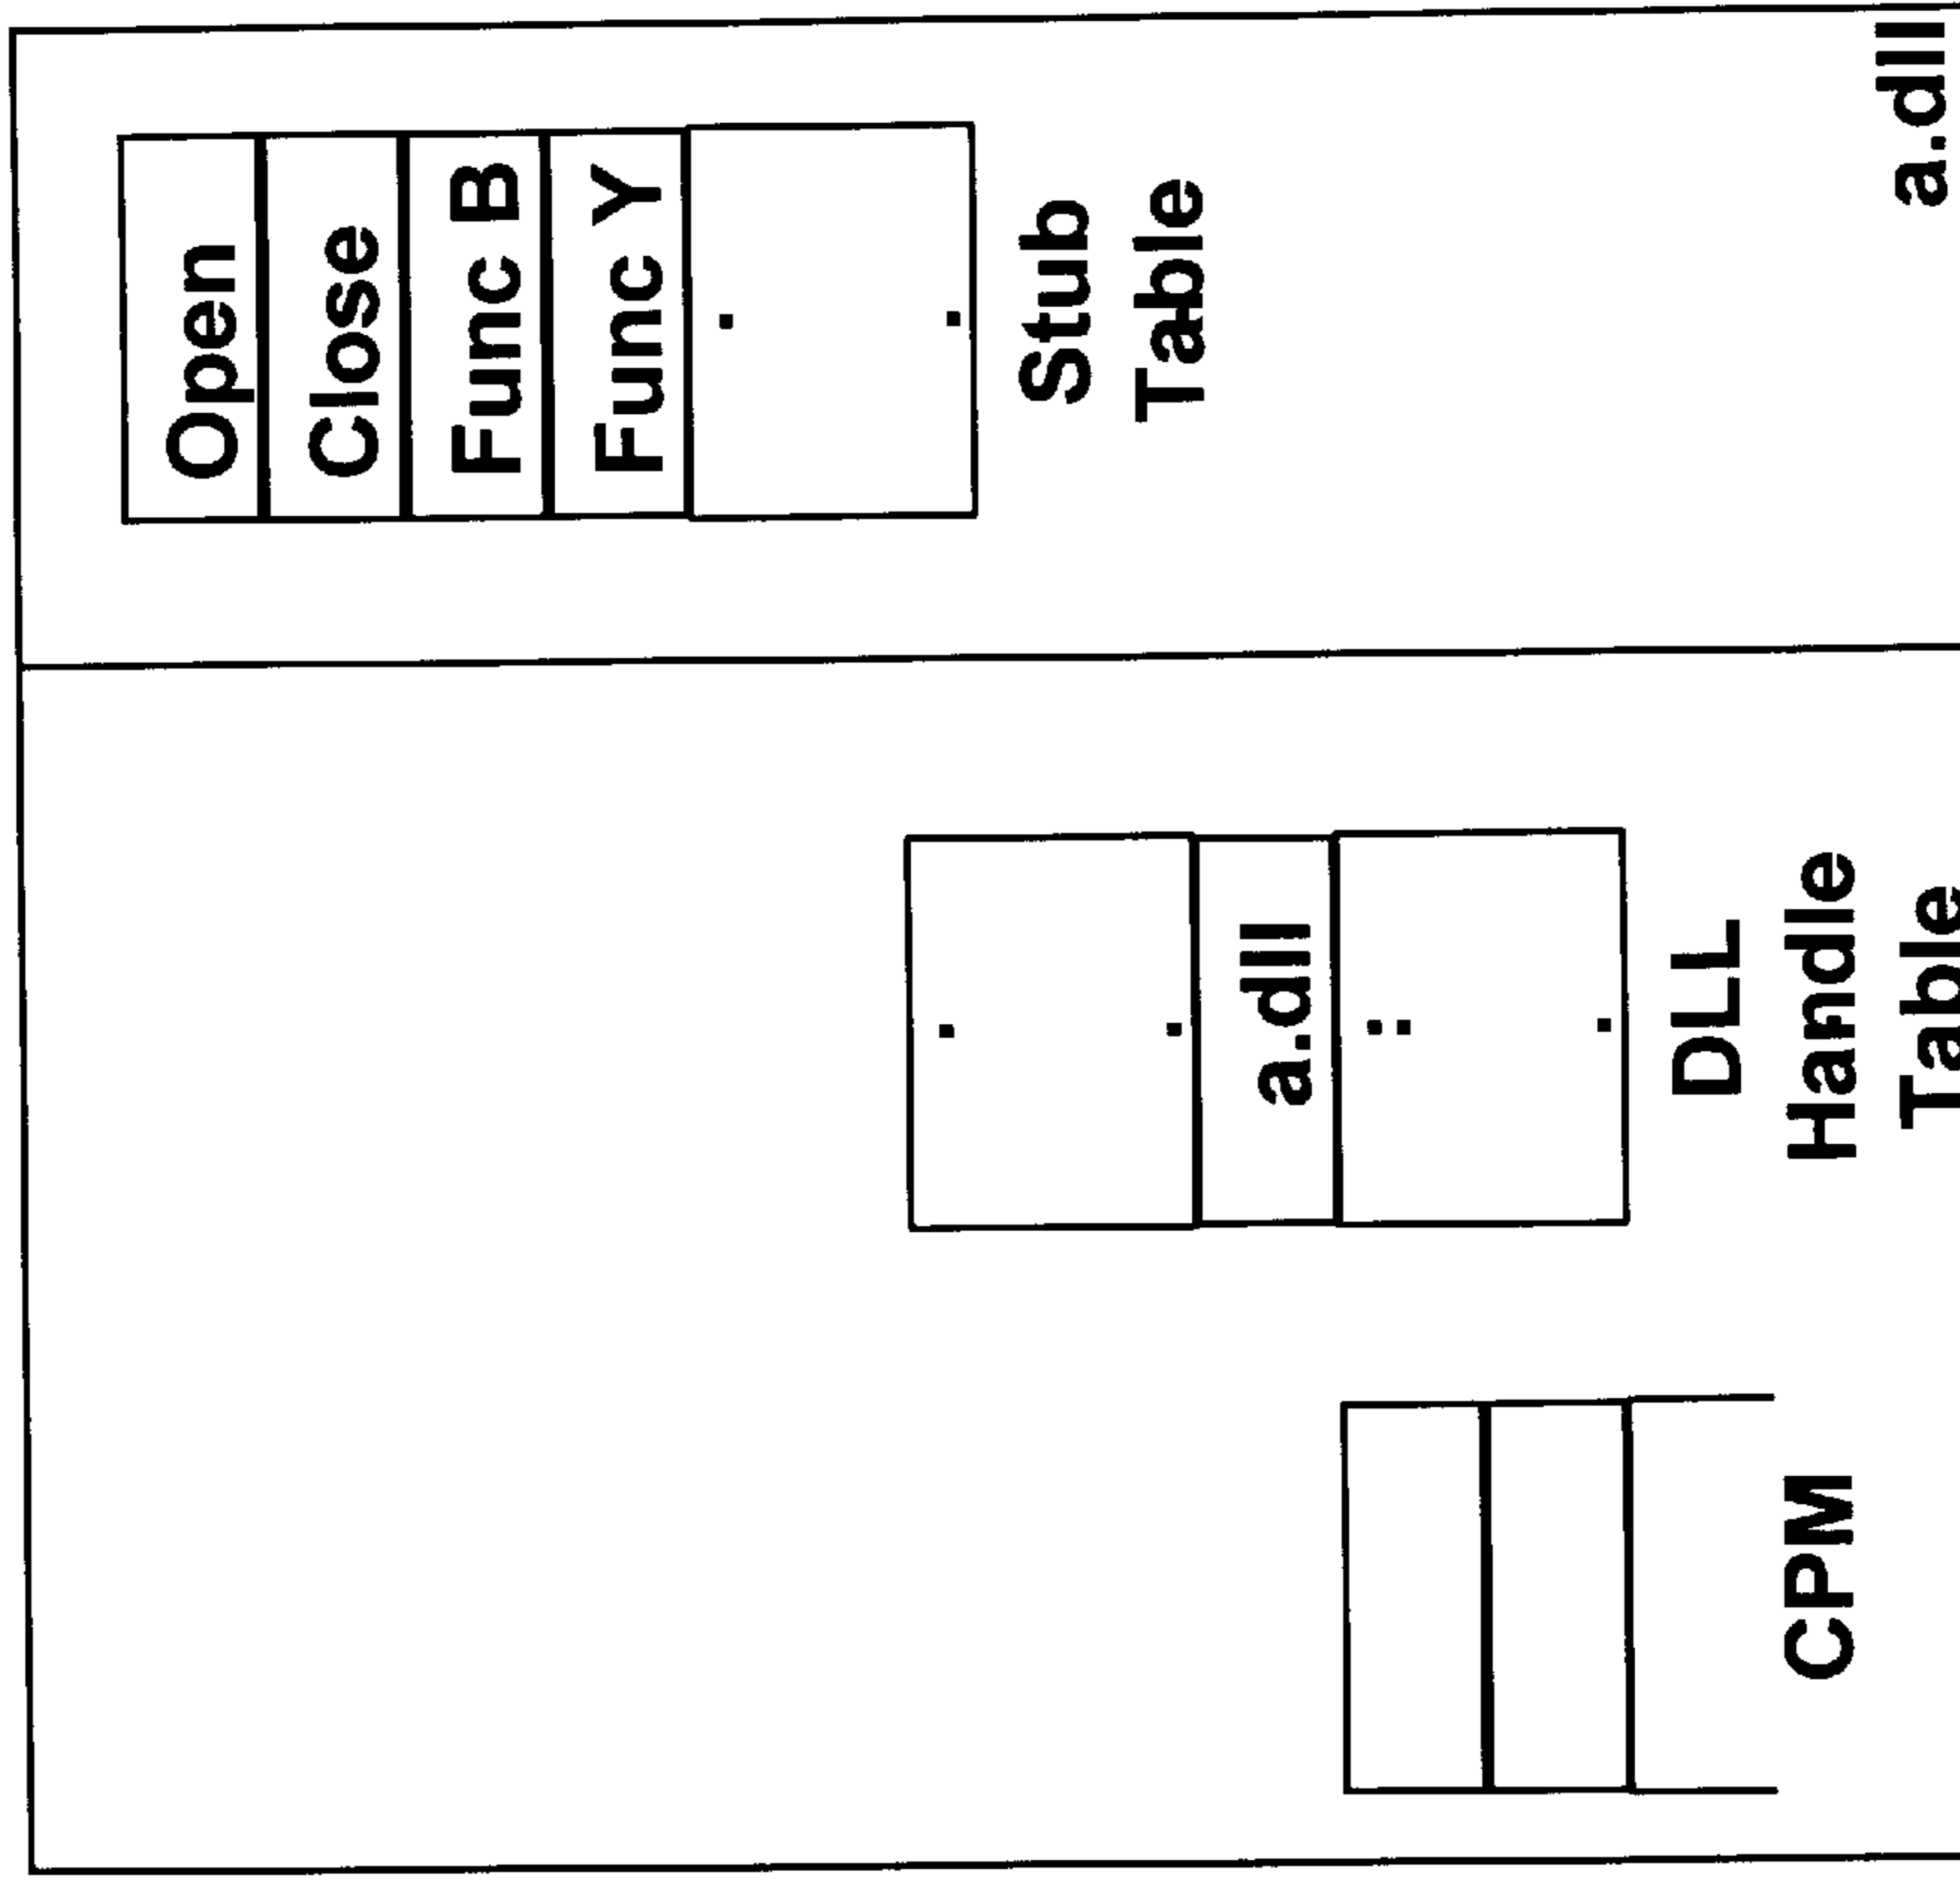 CPM
a.dll
DLL
Handle
Table
Open
Close
Func B
Func Y
Stub
Table
a.dll